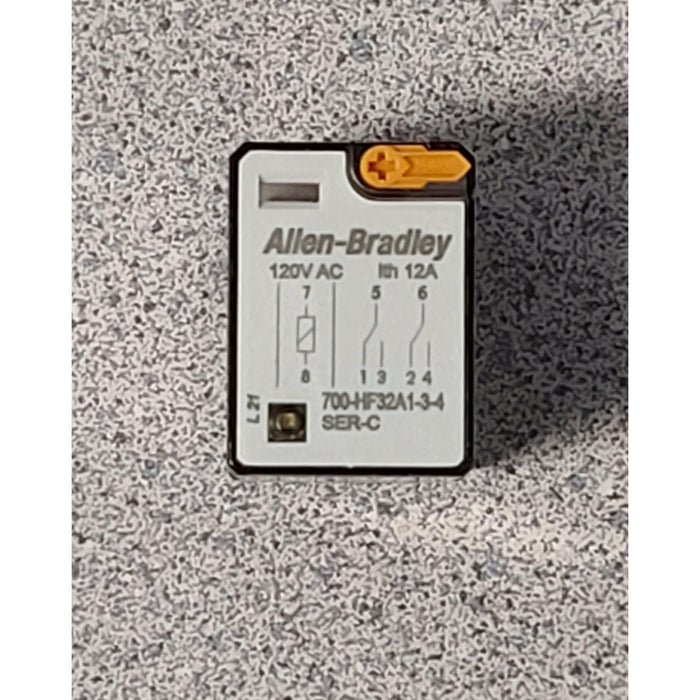 Allen-Bradley
120V AC Ith 12A
7 5 6
8 1 3 2 4
L 21
700-HF32A1-3-4
SER-C